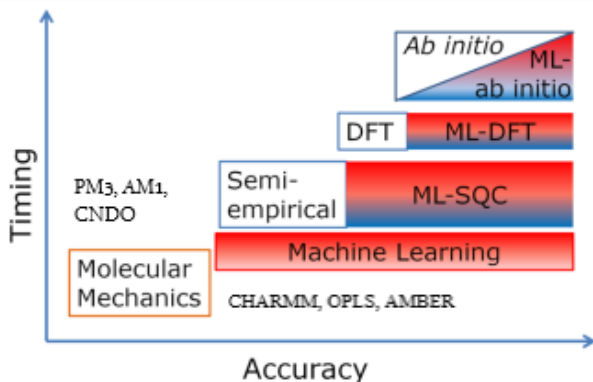 Ab initio
ML-
ab initio
DFT
ML-DFT
PM3, AM1,
CNDO
Semi-
empirical
ML-SQC
Machine Learning
Molecular
Mechanics
CHARMM, OPLS, AMBER
Timing
Accuracy